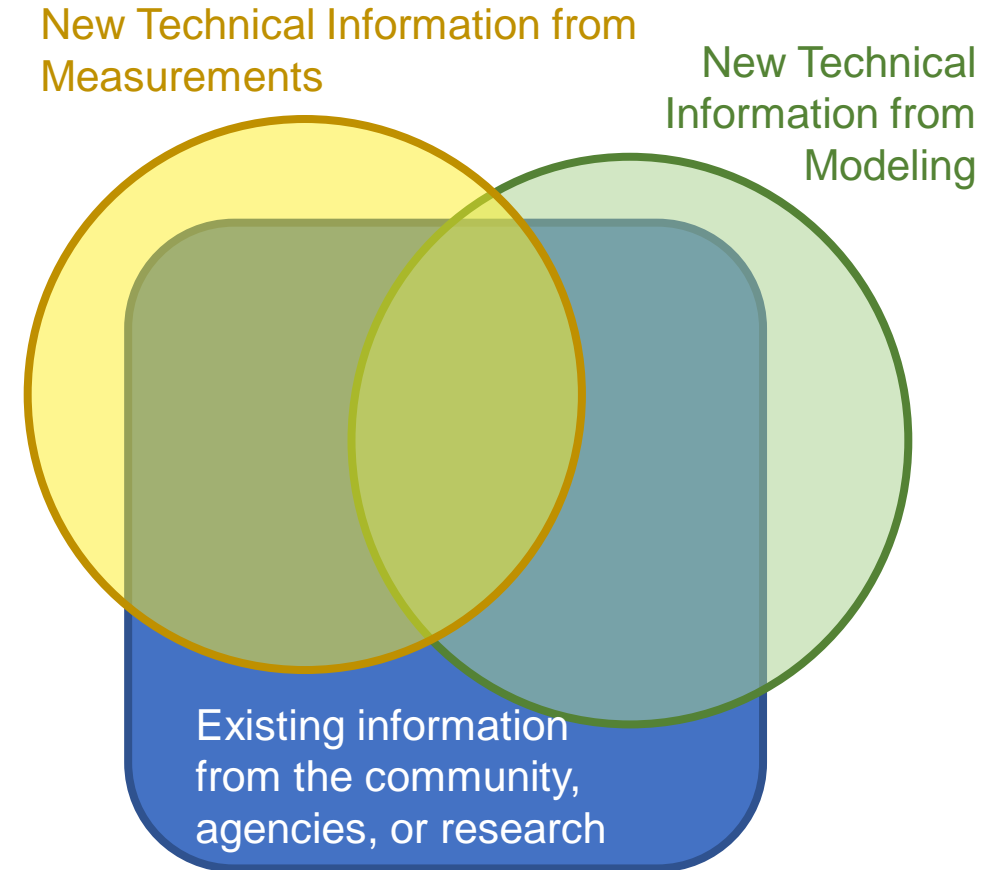 New Technical Information from
Measurements
New Technical
Information from
Modeling
Existing information
from the community,
agencies, or research